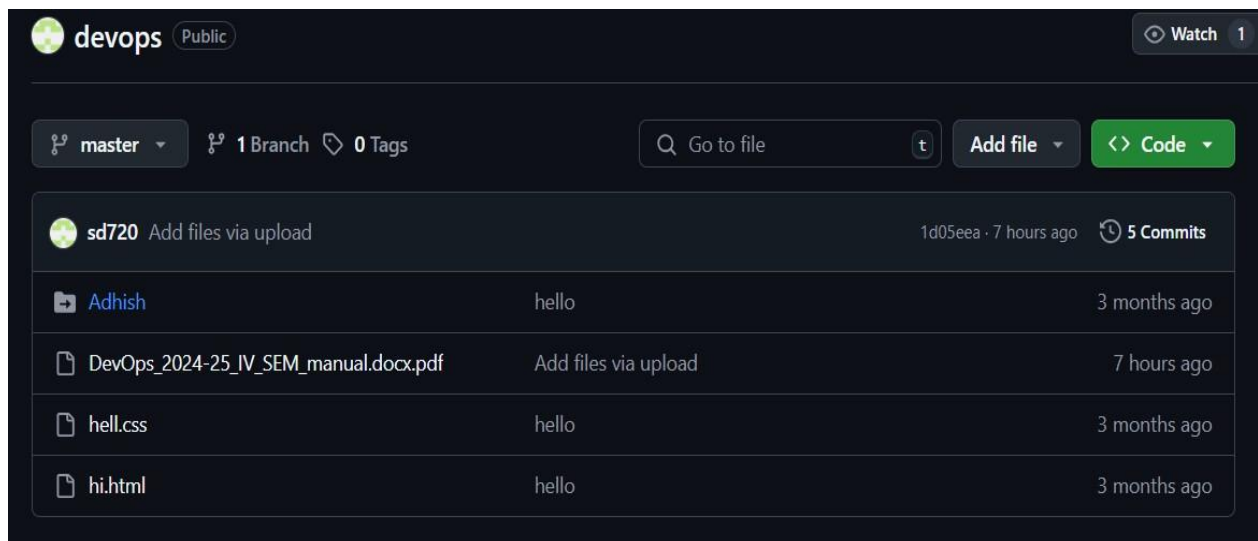 devops Public Watch 1
master 1 Branch 0 Tags Go to file t Add file Code
sd720 Add files via upload 1d05eea · 7 hours ago 5 Commits
Adhish hello 3 months ago
DevOps_2024-25_IV_SEM_manual.docx.pdf Add files via upload 7 hours ago
hell.css hello 3 months ago
hi.html hello 3 months ago